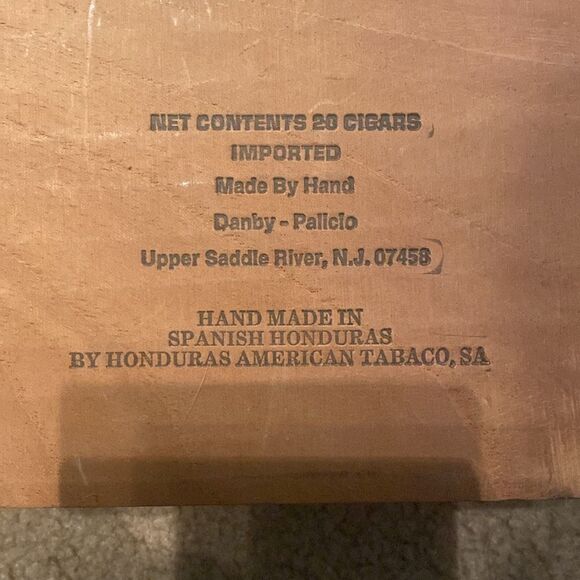 NET CONTENTS 20 CIGARS
IMPORTED
Made By Hand
Danby - Palicio
Upper Saddle River, N.J. 07458
HAND MADE IN
SPANISH HONDURAS
BY HONDURAS AMERICAN TABACO, SA